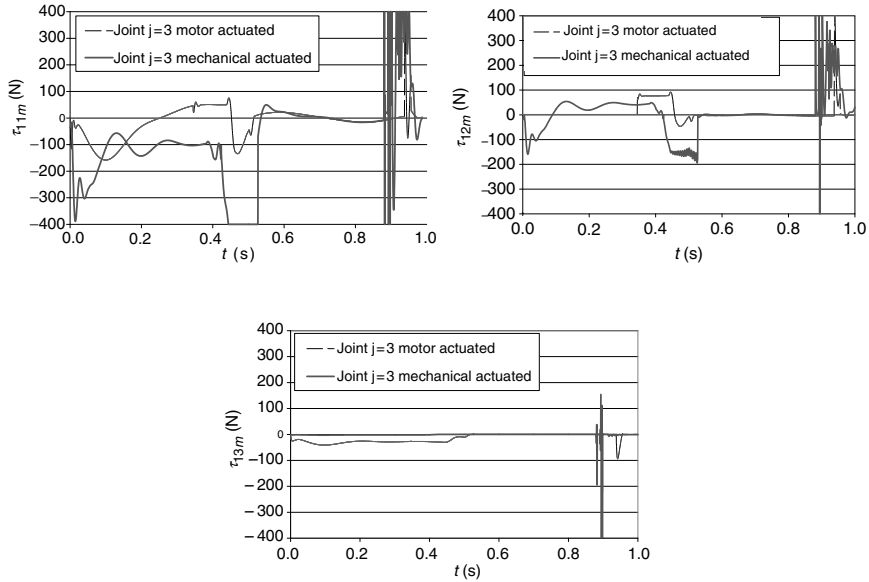 τ11m (N)
400
300
200
100
0
−100
−200
−300
−400
Joint j=3 motor actuated
Joint j=3 mechanical actuated
0.0 0.2 0.4 0.6 0.8 1.0
t (s)
τ12m (N)
400
300
200
100
0
−100
−200
−300
−400
Joint j=3 motor actuated
Joint j=3 mechanical actuated
0.0 0.2 0.4 0.6 0.8 1.0
t (s)
τ13m (N)
400
300
200
100
0
−100
−200
−300
−400
Joint j=3 motor actuated
Joint j=3 mechanical actuated
0.0 0.2 0.4 0.6 0.8 1.0
t (s)